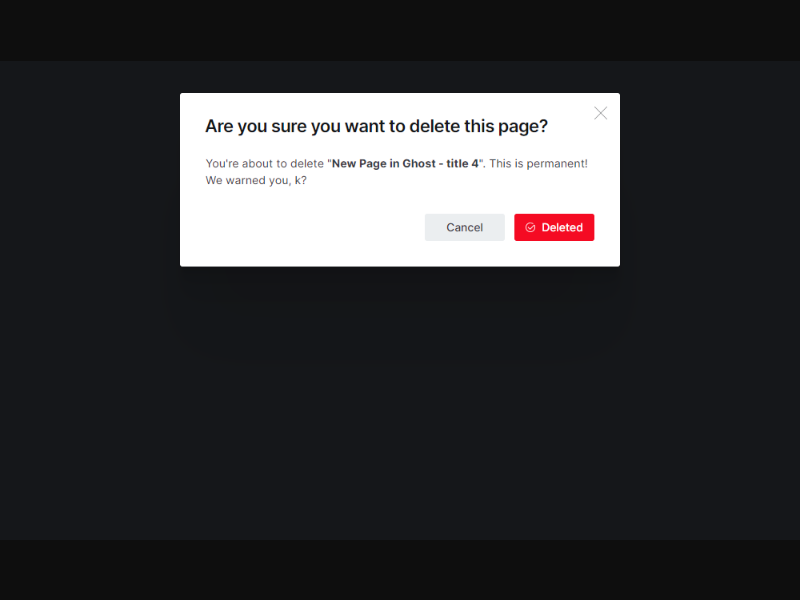 Are you sure you want to delete this page?
You're about to delete "New Page in Ghost - title 4". This is permanent!
We warned you, k?
Cancel
Deleted